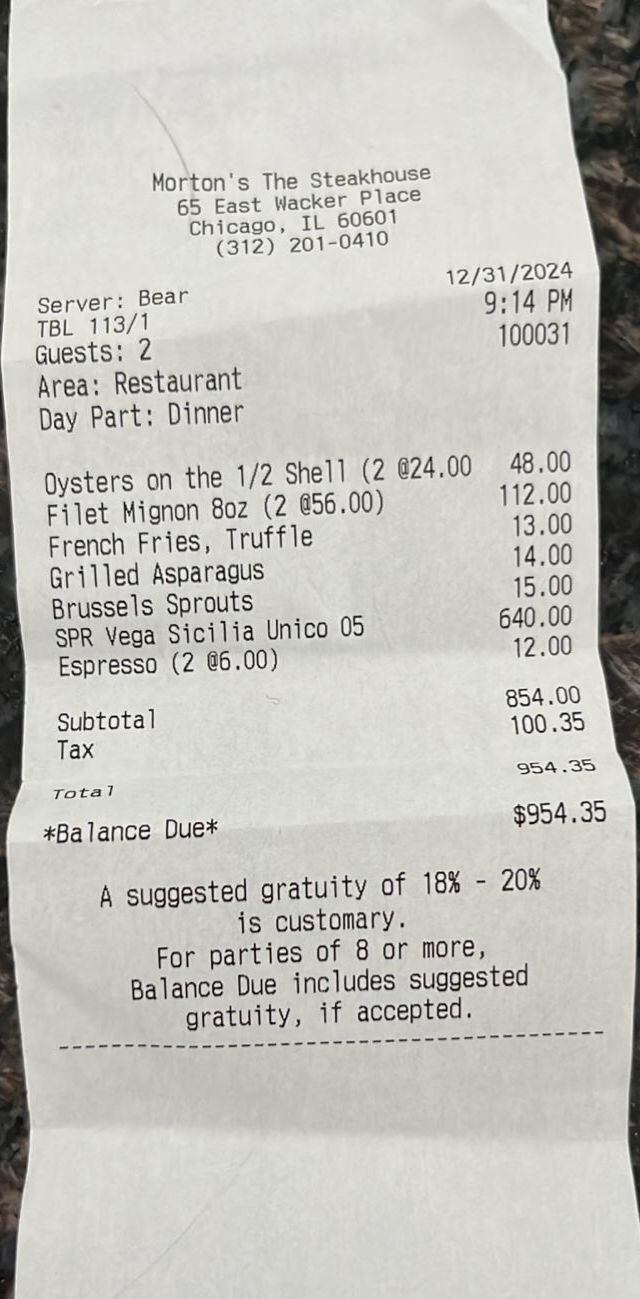 Morton's The Steakhouse
65 East Wacker Place
Chicago, IL 60601
(312) 201-0410
12/31/2024
Server: Bear 9:14 PM
TBL 113/1 100031
Guests: 2
Area: Restaurant
Day Part: Dinner
Oysters on the 1/2 Shell (2 @24.00 48.00
Filet Mignon 8oz (2 @56.00) 112.00
French Fries, Truffle 13.00
Grilled Asparagus 14.00
Brussels Sprouts 15.00
SPR Vega Sicilia Unico 05 640.00
Espresso (2 @6.00) 12.00
Subtotal 854.00
Tax 100.35
Total 954.35
*Balance Due* $954.35
A suggested gratuity of 18% - 20%
is customary.
For parties of 8 or more,
Balance Due includes suggested
gratuity, if accepted.